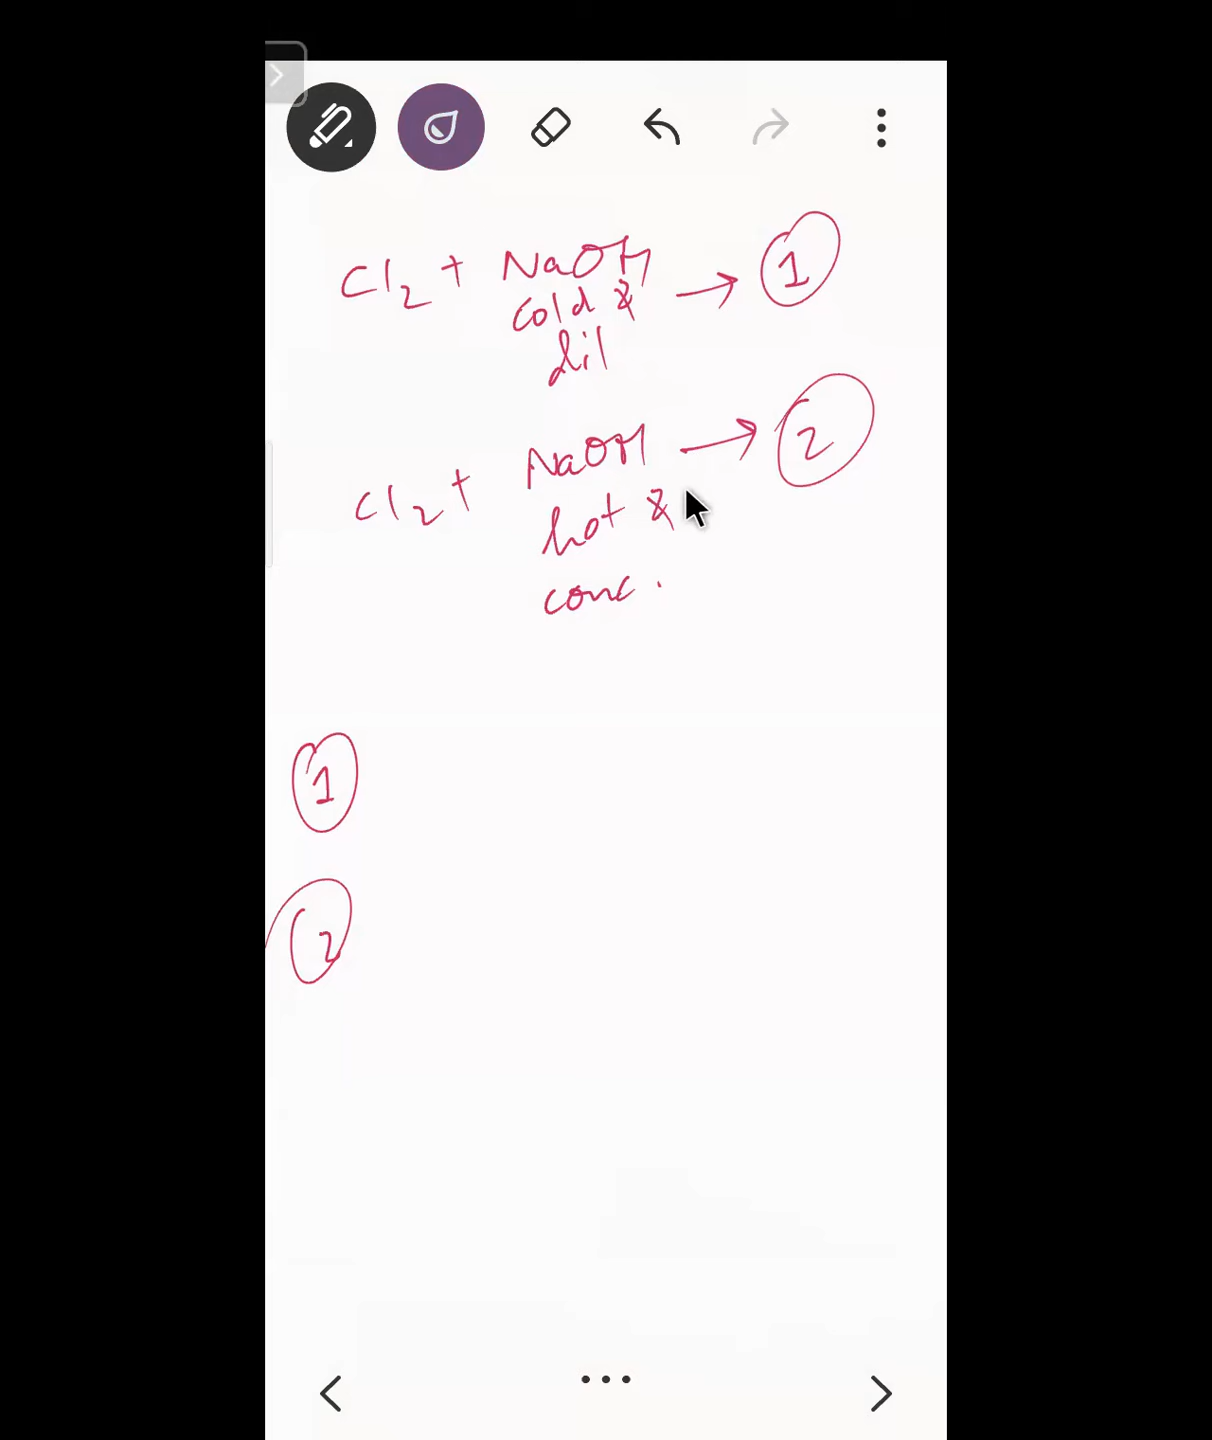 Cl2 + NaOH → 1
cold &
dil
Cl2 + NaOH → 2
hot &
conc.
1
2